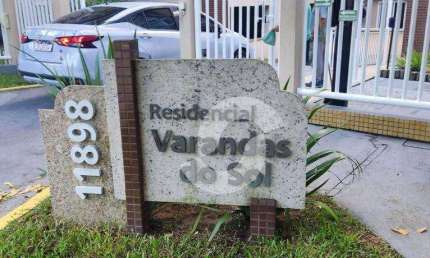 11898
Residencial
Varandas
do Sol